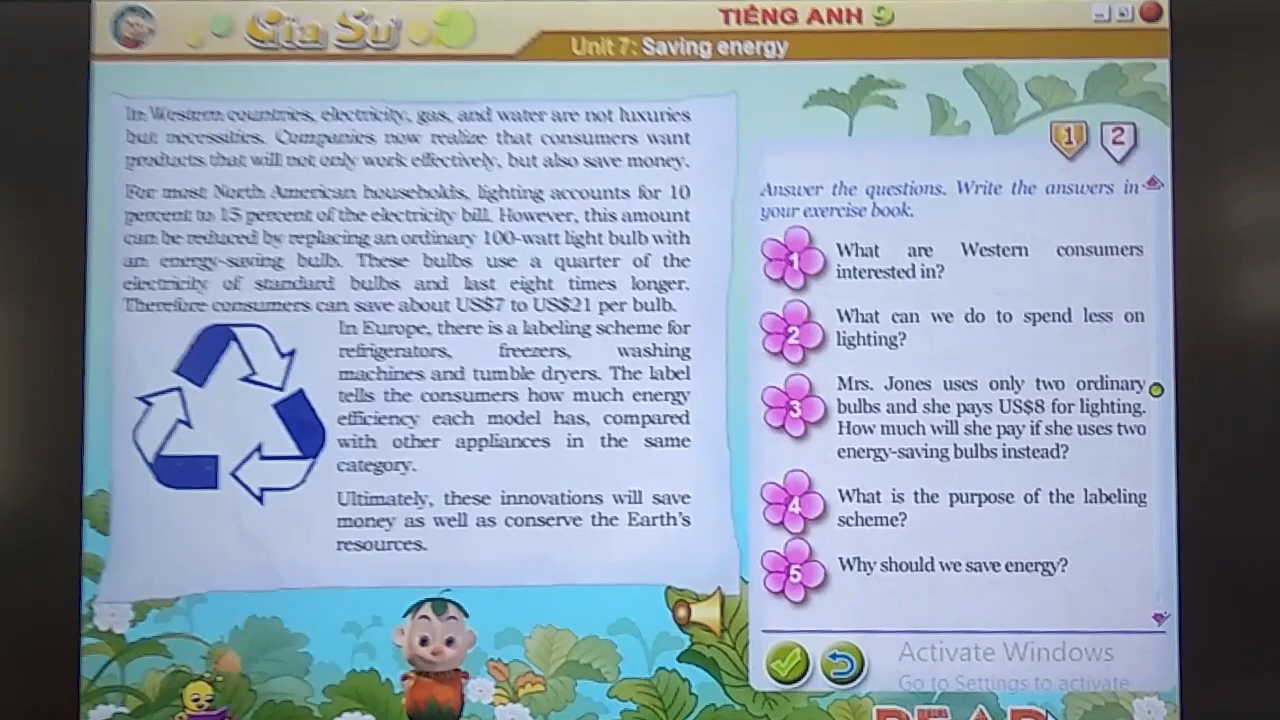 Gia Sư
TIẾNG ANH 9
Unit 7: Saving energy
In Western countries, electricity, gas, and water are not luxuries
but necessities. Companies now realize that consumers want
products that will not only work effectively, but also save money.
For most North American households, lighting accounts for 10
percent to 15 percent of the electricity bill. However, this amount
can be reduced by replacing an ordinary 100-watt light bulb with
an energy-saving bulb. These bulbs use a quarter of the
electricity of standard bulbs and last eight times longer.
Therefore consumers can save about US$7 to US$21 per bulb.
In Europe, there is a labeling scheme for
refrigerators, freezers, washing
machines and tumble dryers. The label
tells the consumers how much energy
efficiency each model has, compared
with other appliances in the same
category.
Ultimately, these innovations will save
money as well as conserve the Earth's
resources.
1 2
Answer the questions. Write the answers in
your exercise book.
1 What are Western consumers
interested in?
2 What can we do to spend less on
lighting?
3 Mrs. Jones uses only two ordinary
bulbs and she pays US$8 for lighting.
How much will she pay if she uses two
energy-saving bulbs instead?
4 What is the purpose of the labeling
scheme?
5 Why should we save energy?
Activate Windows
Go to Settings to activate
READ